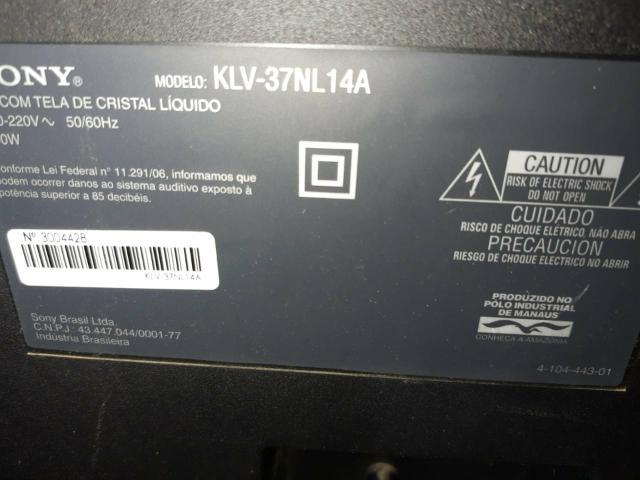 SONY®
MODELO: KLV-37NL14A
COM TELA DE CRISTAL LÍQUIDO
0-220V ~ 50/60Hz
0W
onforme Lei Federal n° 11.291/06, informamos que
podem ocorrer danos ao sistema auditivo exposto à
potência superior a 85 decibéis.
N° 3004428
KLV-37NL14A
Sony Brasil Ltda.
C.N.P.J.: 43.447.044/0001-77
Indústria Brasileira
CAUTION
RISK OF ELECTRIC SHOCK
DO NOT OPEN
CUIDADO
RISCO DE CHOQUE ELÉTRICO, NÃO ABRA
PRECAUCION
RIESGO DE CHOQUE ELÉCTRICO NO ABRIR
PRODUZIDO NO
PÓLO INDUSTRIAL
DE MANAUS
CONHEÇA A AMAZÔNIA
4-104-443-01